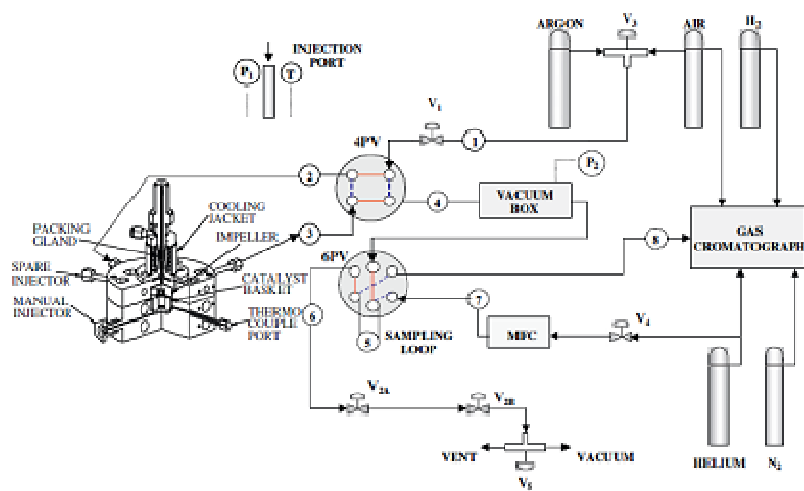 ARGON
V3
AIR
H2
INJECTION
PORT
P1
T
V1
1
4PV
2
P2
4
VACUUM
BOX
COOLING
JACKET
PACKING
GLAND
IMPELLER
3
8
GAS
CROMATOGRAPH
6PV
SPARE
INJECTOR
CATALYST
BASKET
MANUAL
INJECTOR
THERMO
COUPLE
PORT
6
7
5
SAMPLING
LOOP
MFC
V4
V2A
V2B
VENT
VACUUM
V5
HELIUM
N2